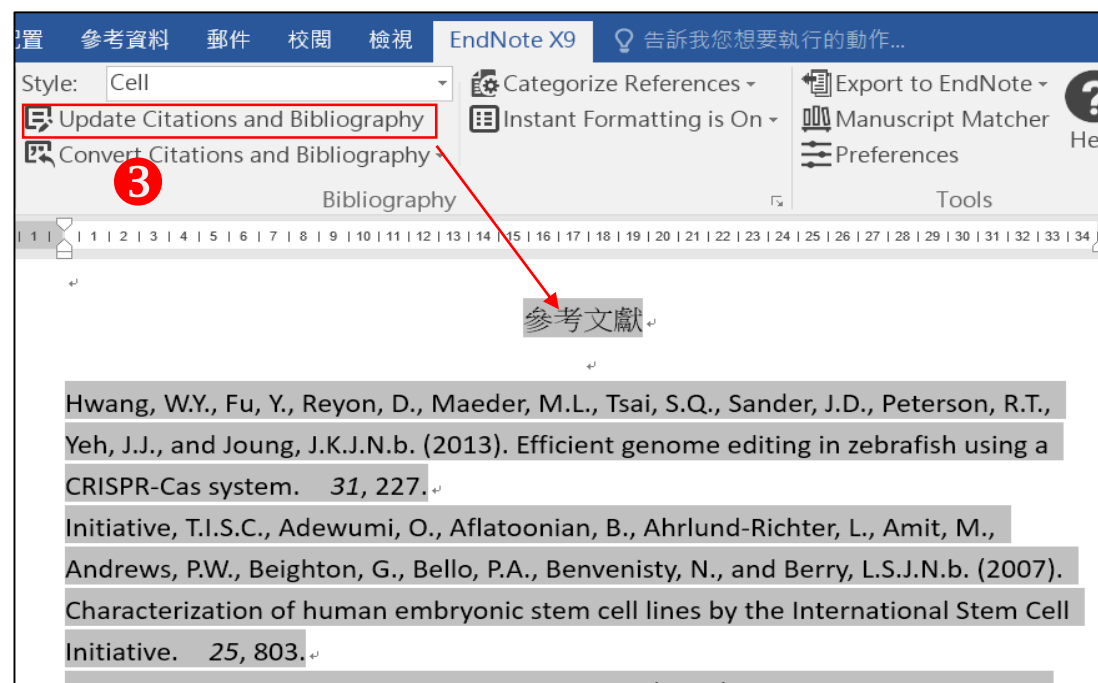 置 參考資料 郵件 校閱 檢視 EndNote X9 告訴我您想要執行的動作...
Style: Cell Categorize References Export to EndNote
Update Citations and Bibliography Instant Formatting is On Manuscript Matcher
Convert Citations and Bibliography Preferences
3
Bibliography Tools
1 1 2 3 4 5 6 7 8 9 10 11 12 13 14 15 16 17 18 19 20 21 22 23 24 25 26 27 28 29 30 31 32 33 34
參考文獻
Hwang, W.Y., Fu, Y., Reyon, D., Maeder, M.L., Tsai, S.Q., Sander, J.D., Peterson, R.T.,
Yeh, J.J., and Joung, J.K.J.N.b. (2013). Efficient genome editing in zebrafish using a
CRISPR-Cas system. 31, 227.
Initiative, T.I.S.C., Adewumi, O., Aflatoonian, B., Ahrlund-Richter, L., Amit, M.,
Andrews, P.W., Beighton, G., Bello, P.A., Benvenisty, N., and Berry, L.S.J.N.b. (2007).
Characterization of human embryonic stem cell lines by the International Stem Cell
Initiative. 25, 803.